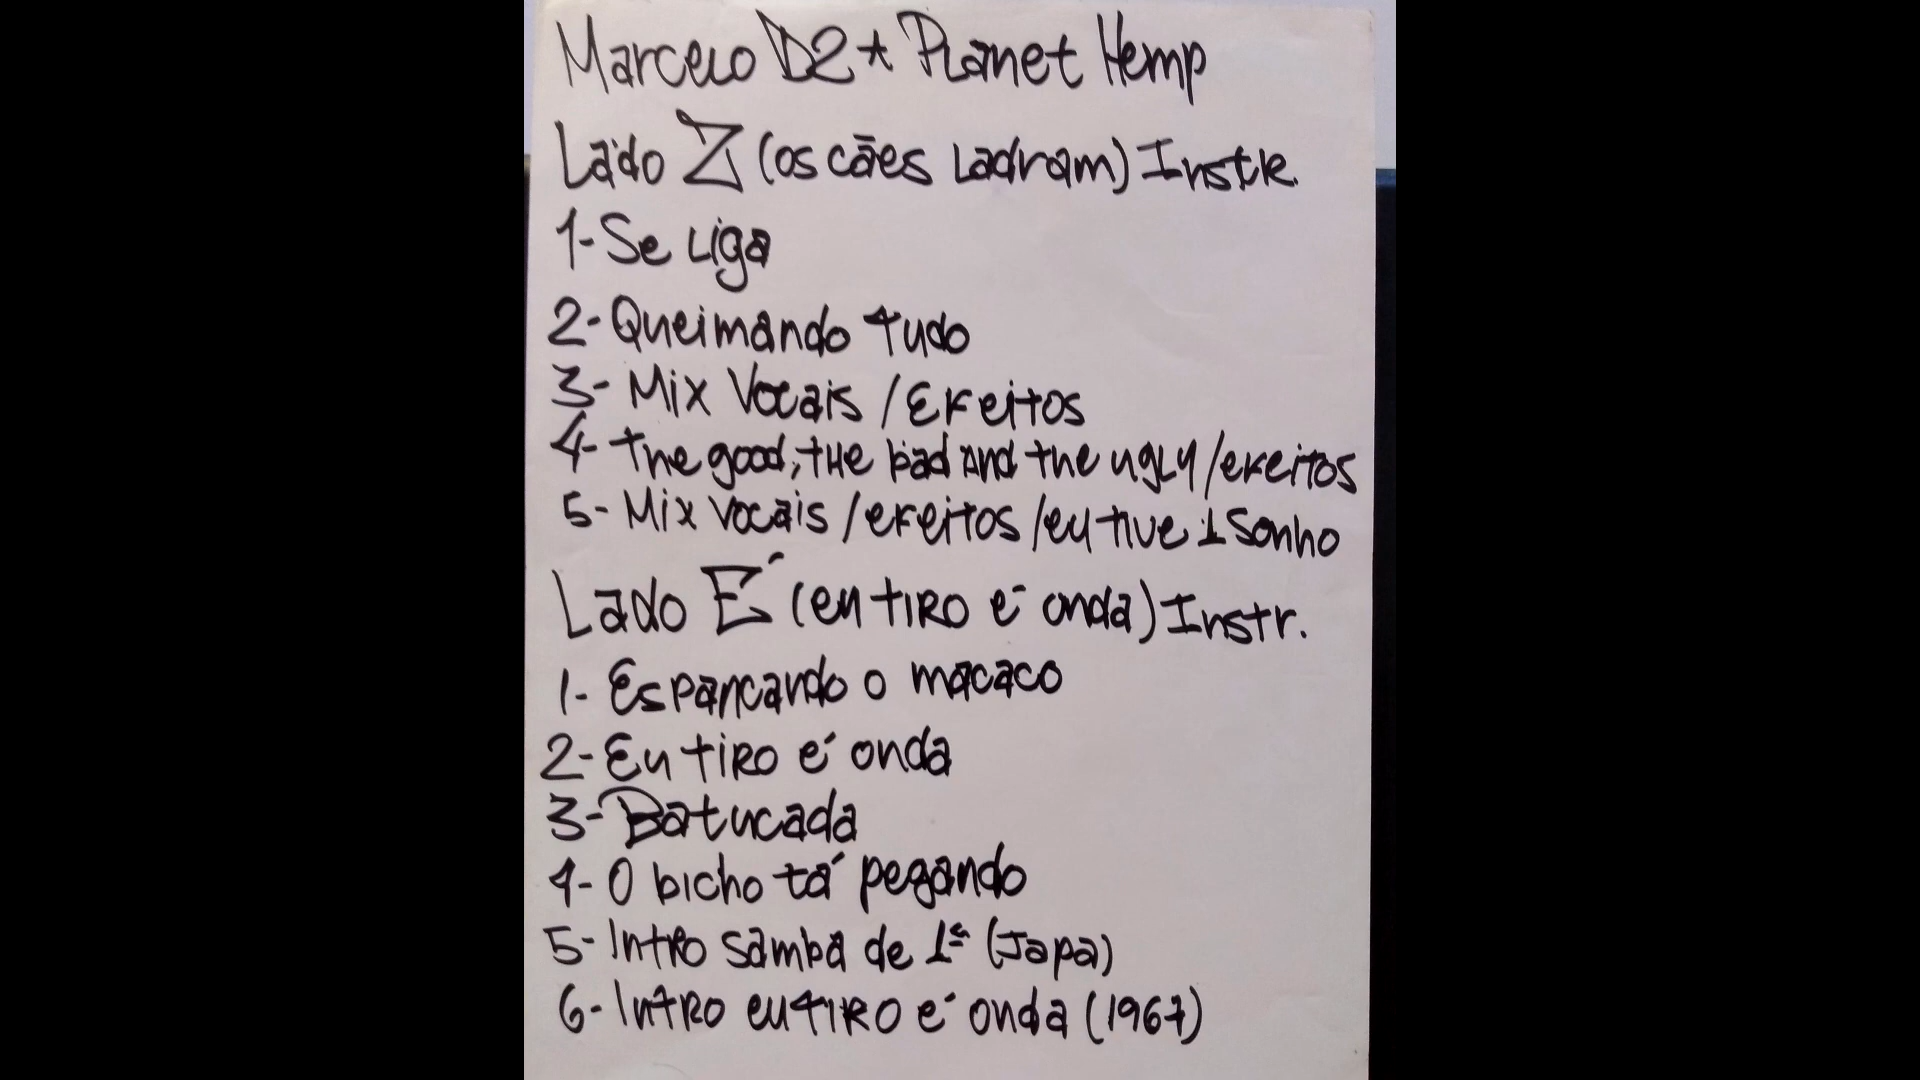 Marcelo D2 * Planet Hemp
Lado Z (os cães ladram) Instr.
1- Se liga
2- Queimando tudo
3- Mix Vocais / Efeitos
4- The good, the bad and the ugly / efeitos
5- Mix Vocais / efeitos / eu tive 1 sonho
Lado É (eu tiro é onda) Instr.
1- Espancando o macaco
2- Eu tiro é onda
3- Batucada
4- O bicho tá pegando
5- Intro samba de 1ª (Japa)
6- Intro eu tiro é onda (1967)